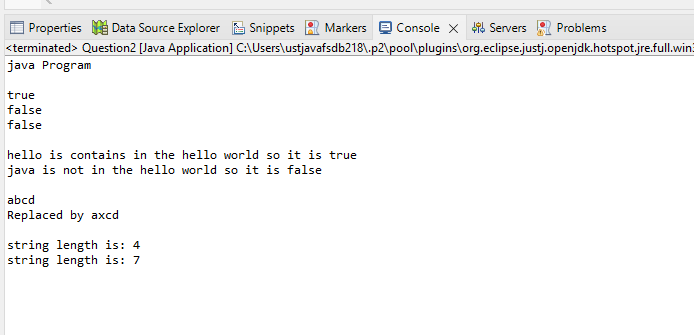 Properties Data Source Explorer Snippets Markers Console Servers Problems
<terminated> Question2 [Java Application] C:\Users\ustjavafsdb218\.p2\pool\plugins\org.eclipse.justj.openjdk.hotspot.jre.full.win3
java Program
true
false
false
hello is contains in the hello world so it is true
java is not in the hello world so it is false
abcd
Replaced by axcd
string length is: 4
string length is: 7